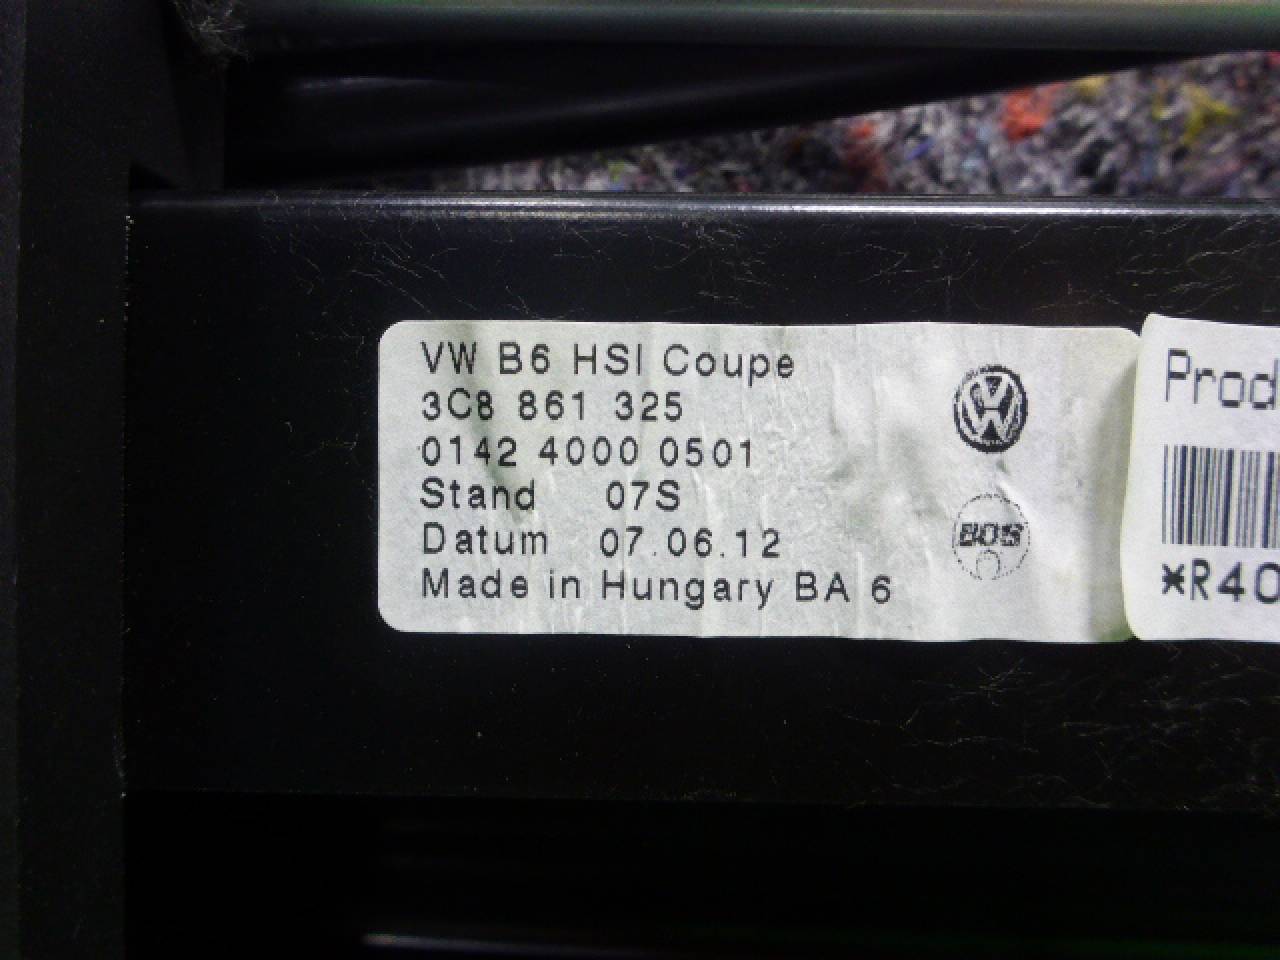 VW B6 HSI Coupe
3C8 861 325
0142 4000 0501
Stand 07S
Datum 07.06.12
Made in Hungary BA 6
VW
BOS
Prod
*R40